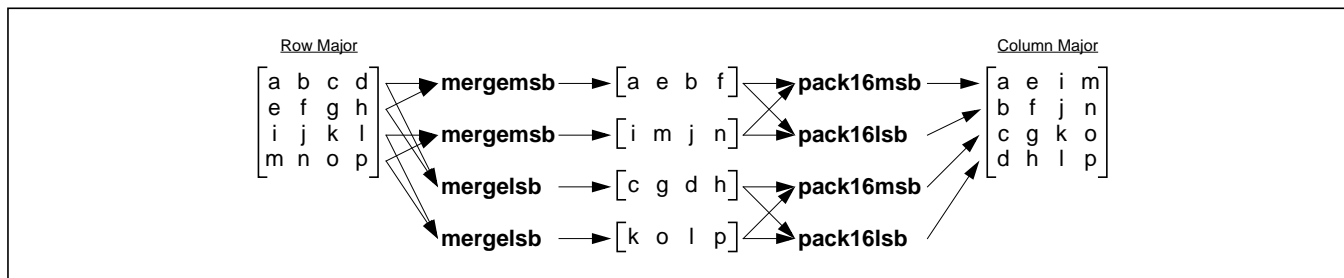 Row Major
Column Major
a b c d
e f g h
i j k l
m n o p
mergemsb
mergemsb
mergelsb
mergelsb
a e b f
i m j n
c g d h
k o l p
pack16msb
pack16lsb
pack16msb
pack16lsb
a e i m
b f j n
c g k o
d h l p